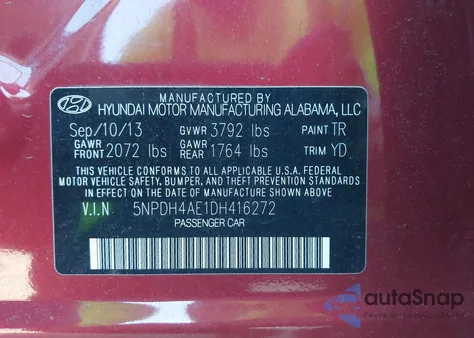 MANUFACTURED BY
HYUNDAI MOTOR MANUFACTURING ALABAMA, LLC
Sep/10/13 GVWR 3792 lbs PAINT TR
GAWR FRONT 2072 lbs GAWR REAR 1764 lbs TRIM YD
THIS VEHICLE CONFORMS TO ALL APPLICABLE U.S.A. FEDERAL
MOTOR VEHICLE SAFETY, BUMPER, AND THEFT PREVENTION STANDARDS
IN EFFECT ON THE DATE OF MANUFACTURE SHOWN ABOVE.
V.I.N 5NPDH4AE1DH416272
PASSENGER CAR
autoSnap